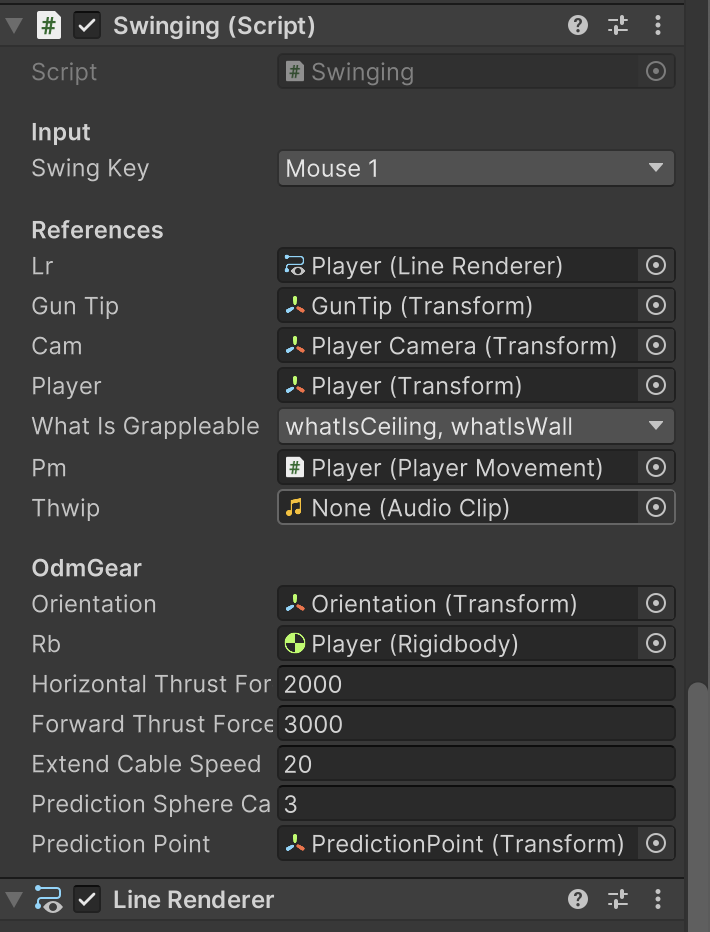 Swinging (Script)
Script Swinging
Input
Swing Key Mouse 1
References
Lr Player (Line Renderer)
Gun Tip GunTip (Transform)
Cam Player Camera (Transform)
Player Player (Transform)
What Is Grappleable whatIsCeiling, whatIsWall
Pm Player (Player Movement)
Thwip None (Audio Clip)
OdmGear
Orientation Orientation (Transform)
Rb Player (Rigidbody)
Horizontal Thrust For 2000
Forward Thrust Force 3000
Extend Cable Speed 20
Prediction Sphere Ca 3
Prediction Point PredictionPoint (Transform)
Line Renderer